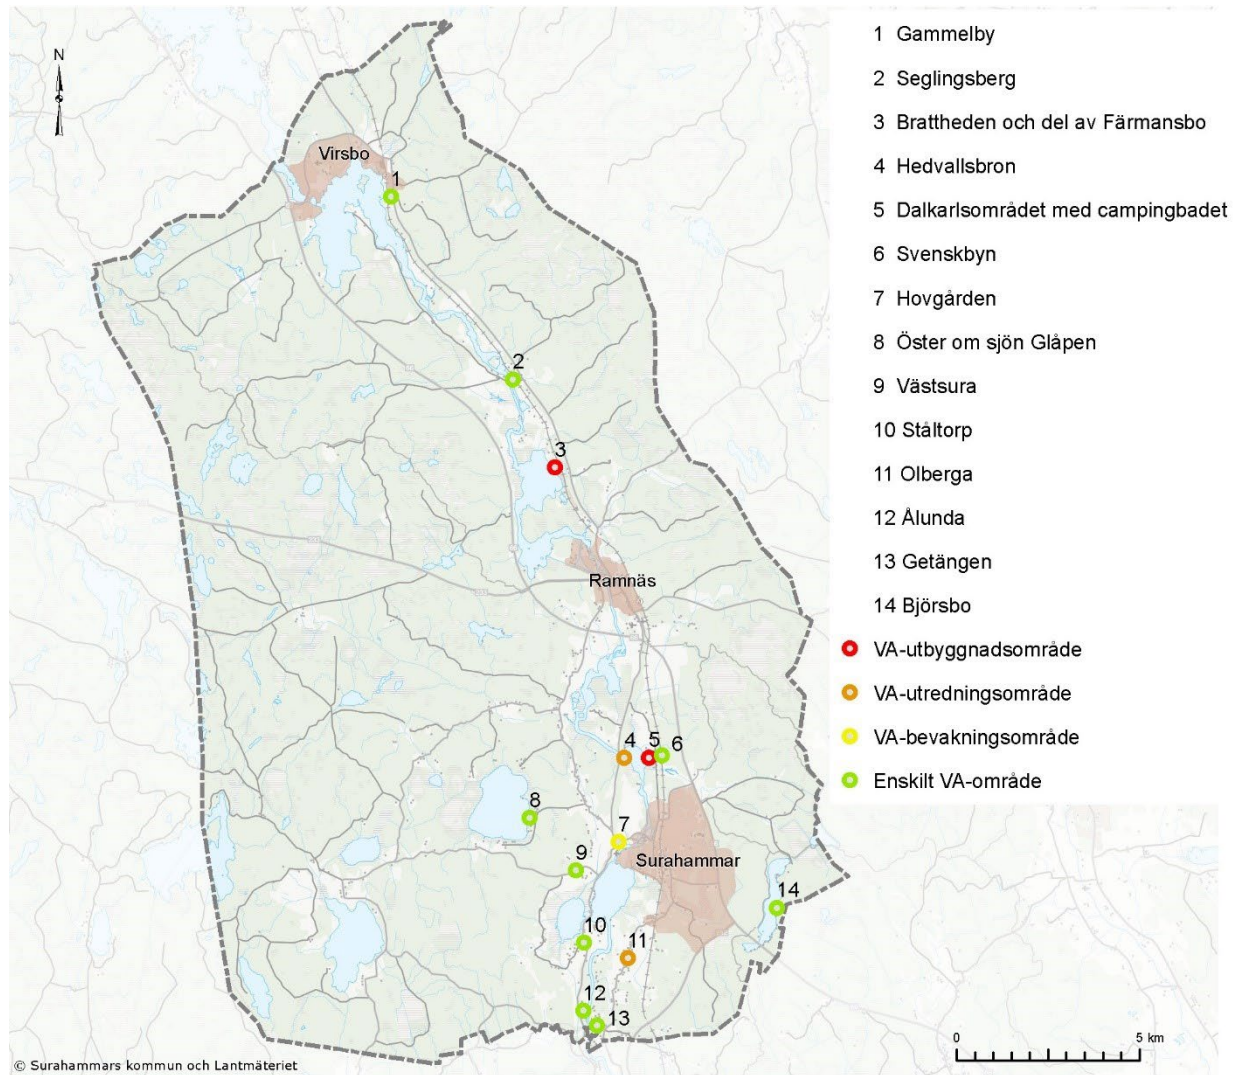 1 Gammelby
2 Seglingsberg
3 Brattheden och del av Färmansbo
4 Hedvallsbron
5 Dalkarlsområdet med campingbadet
6 Svenskbyn
7 Hovgården
8 Öster om sjön Glåpen
9 Västsura
10 Ståltorp
11 Olberga
12 Ålunda
13 Getängen
14 Björsbo
VA-utbyggnadsområde
VA-utredningsområde
VA-bevakningsområde
Enskilt VA-område
N
Virsbo
1
2
3
Ramnäs
4
5
6
8
7
Surahammar
9
14
10
11
12
13
0 5 km
© Surahammars kommun och Lantmäteriet